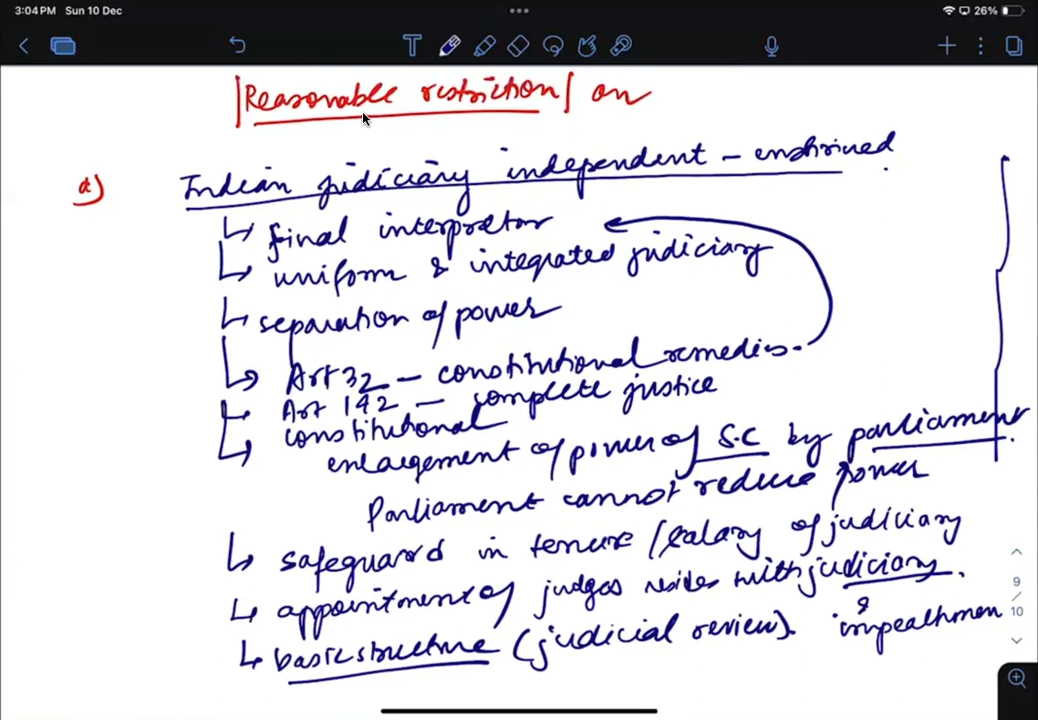 3:04 PM Sun 10 Dec
26%
|Reasonable restriction| on
a) Indian judiciary independent - enshrined
final interpretor
uniform & integrated judiciary
separation of power
Art 32 - constitutional remedies.
Art 142 - complete justice
constitutional
enlargement of power of S.C by parliament.
Parliament cannot reduce power
safeguard in tenure / salary of judiciary
appointment of judges resides with judiciary.
& impeachmen
basic structure (judicial review).
9
/
10